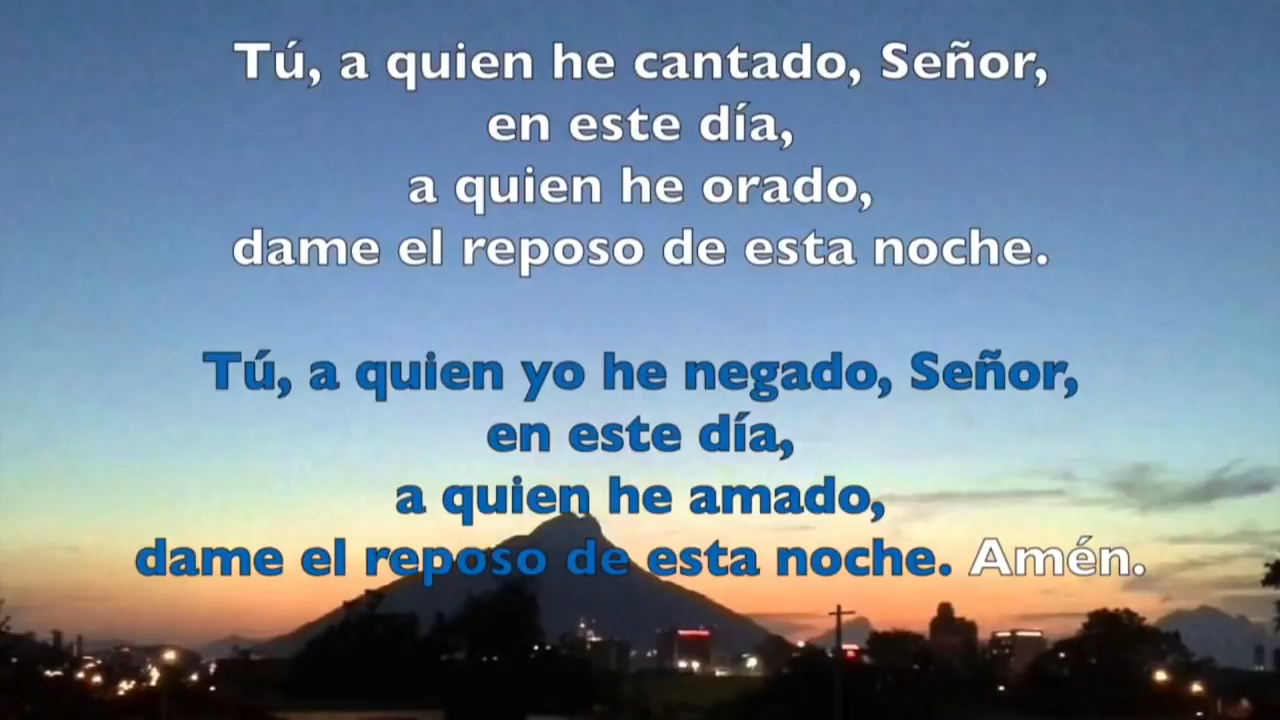 Tú, a quien he cantado, Señor,
en este día,
a quien he orado,
dame el reposo de esta noche.
Tú, a quien yo he negado, Señor,
en este día,
a quien he amado,
dame el reposo de esta noche. Amén.